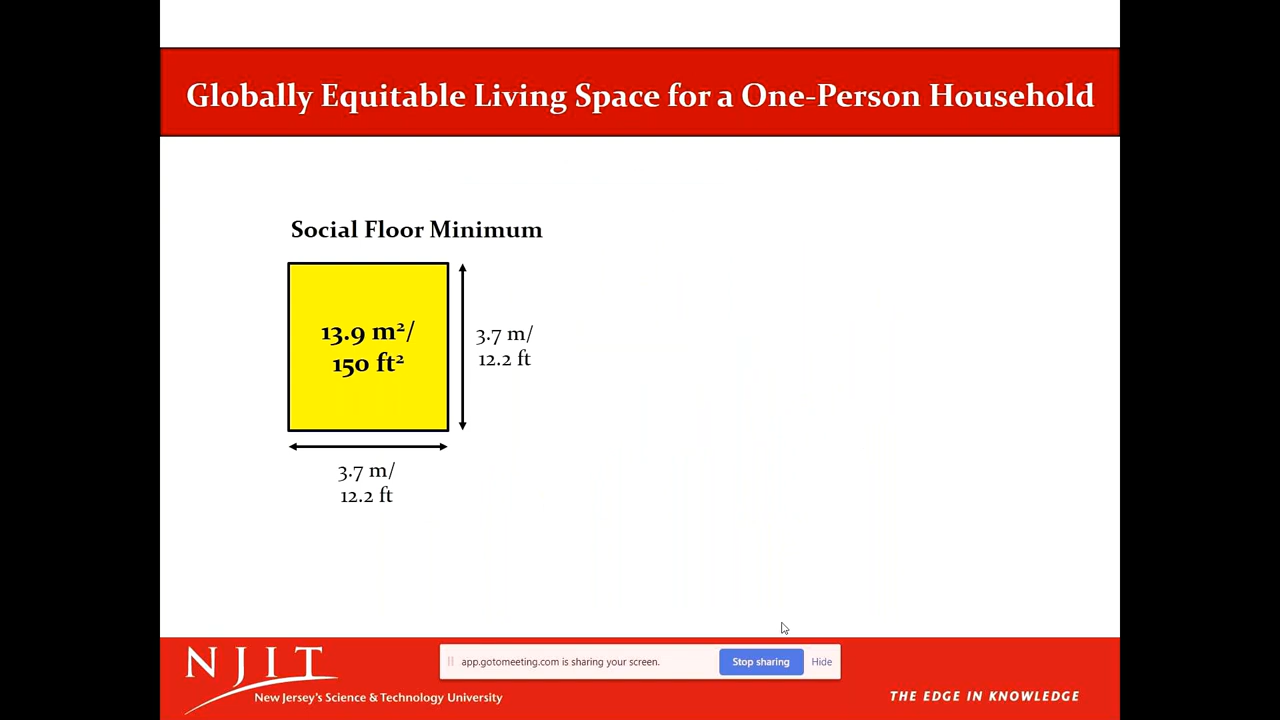 Globally Equitable Living Space for a One-Person Household
Social Floor Minimum
13.9 m²/
150 ft²
3.7 m/
12.2 ft
3.7 m/
12.2 ft
NJIT
New Jersey's Science & Technology University
app.gotomeeting.com is sharing your screen.
Stop sharing
Hide
THE EDGE IN KNOWLEDGE